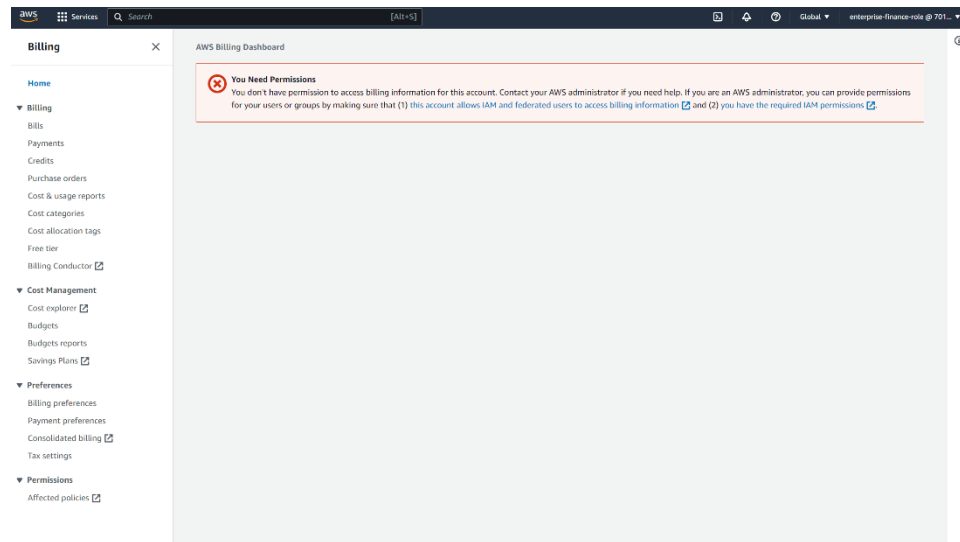 aws
Services
Search
[Alt+S]
Global
enterprise-finance-role @ 701...
Billing
Home
Billing
Bills
Payments
Credits
Purchase orders
Cost & usage reports
Cost categories
Cost allocation tags
Free tier
Billing Conductor
Cost Management
Cost explorer
Budgets
Budgets reports
Savings Plans
Preferences
Billing preferences
Payment preferences
Consolidated billing
Tax settings
Permissions
Affected policies
AWS Billing Dashboard
You Need Permissions
You don't have permission to access billing information for this account. Contact your AWS administrator if you need help. If you are an AWS administrator, you can provide permissions
for your users or groups by making sure that (1) this account allows IAM and federated users to access billing information and (2) you have the required IAM permissions.